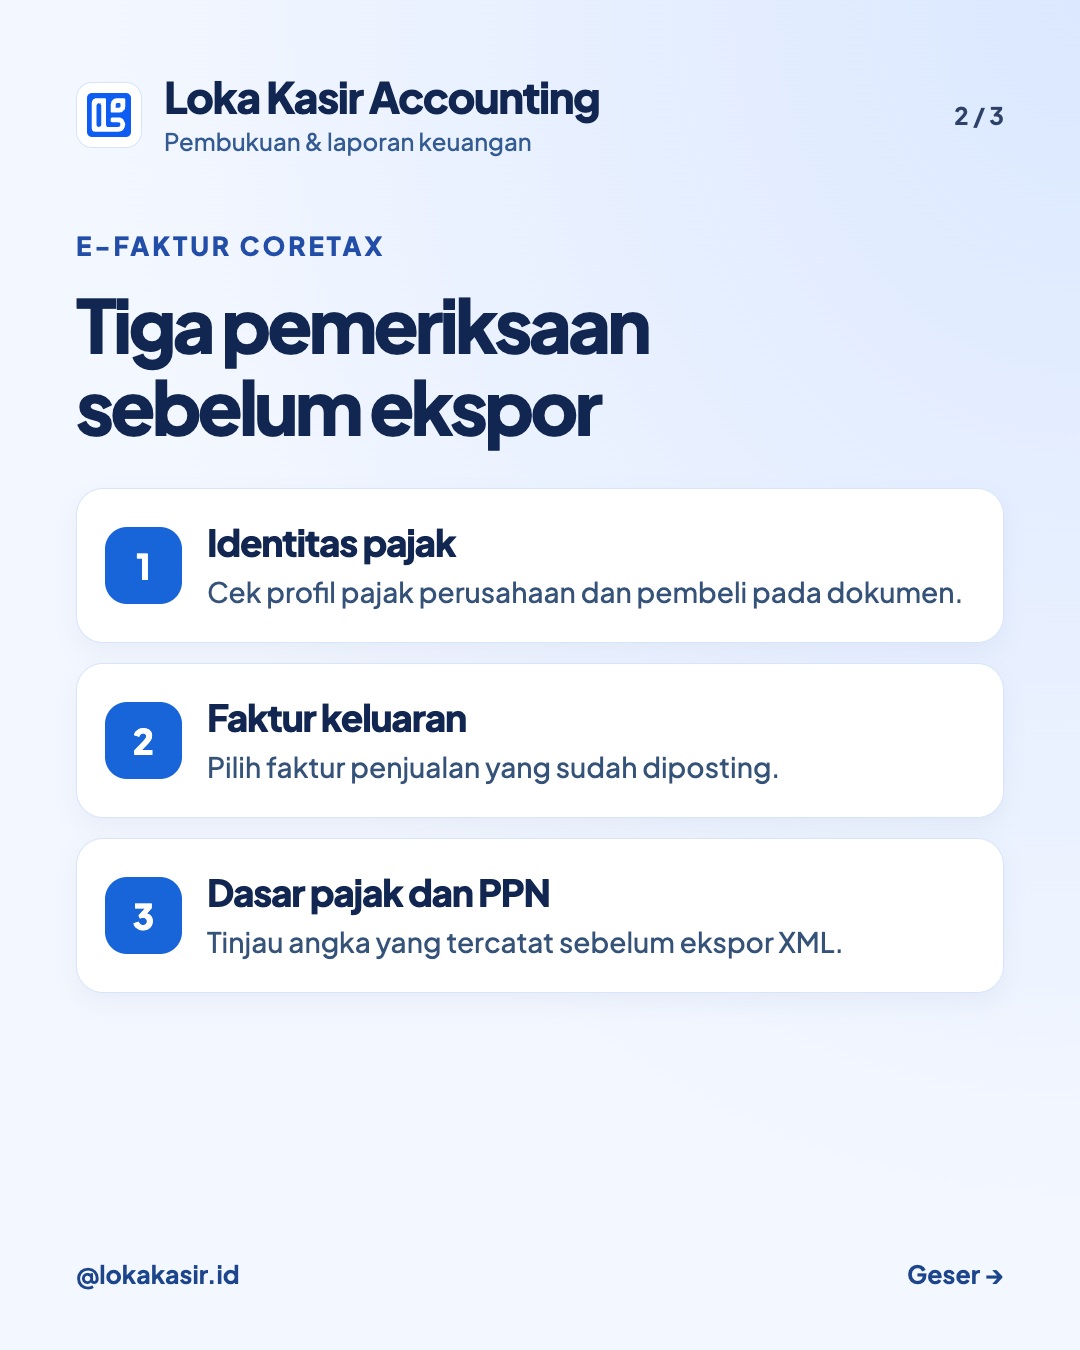 Loka Kasir Accounting
Pembukuan & laporan keuangan
2 / 3
E-FAKTUR CORETAX
Tiga pemeriksaan
sebelum ekspor
1
Identitas pajak
Cek profil pajak perusahaan dan pembeli pada dokumen.
2
Faktur keluaran
Pilih faktur penjualan yang sudah diposting.
3
Dasar pajak dan PPN
Tinjau angka yang tercatat sebelum ekspor XML.
@lokakasir.id
Geser →